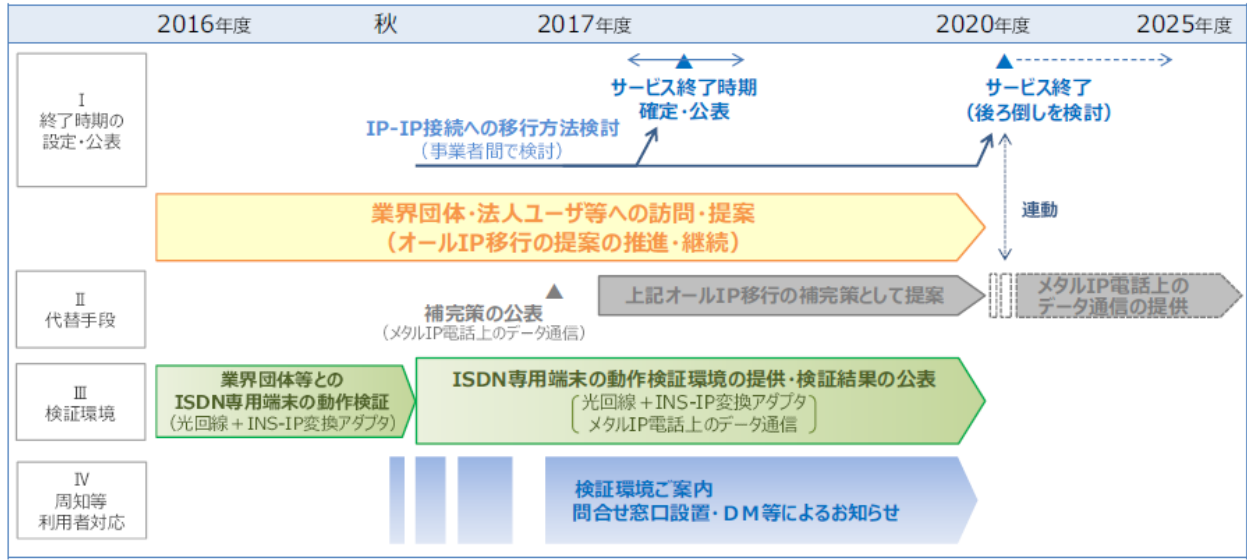 2016年度 秋 2017年度 2020年度 2025年度
Ⅰ
終了時期の
設定・公表
サービス終了時期
確定・公表
サービス終了
（後ろ倒しを検討）
IP-IP接続への移行方法検討
（事業者間で検討）
業界団体・法人ユーザ等への訪問・提案
（オールIP移行の提案の推進・継続）
連動
Ⅱ
代替手段
補完策の公表
（メタルIP電話上のデータ通信）
上記オールIP移行の補完策として提案
メタルIP電話上の
データ通信の提供
Ⅲ
検証環境
業界団体等との
ISDN専用端末の動作検証
（光回線＋INS-IP変換アダプタ）
ISDN専用端末の動作検証環境の提供・検証結果の公表
光回線＋INS-IP変換アダプタ
メタルIP電話上のデータ通信
Ⅳ
周知等
利用者対応
検証環境ご案内
問合せ窓口設置・ＤＭ等によるお知らせ